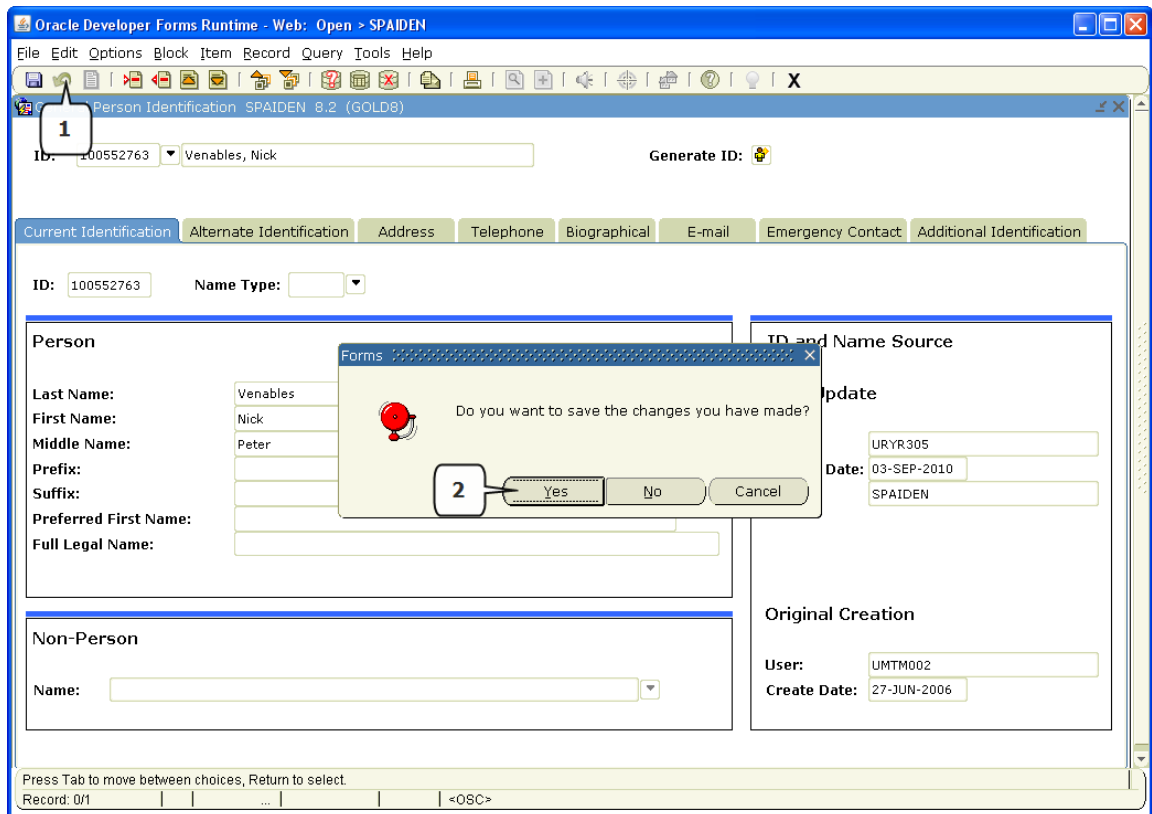 Oracle Developer Forms Runtime - Web: Open > SPAIDEN
File Edit Options Block Item Record Query Tools Help
X
Person Identification SPAIDEN 8.2 (GOLD8)
1
ID: 100552763 Venables, Nick Generate ID:
Current Identification Alternate Identification Address Telephone Biographical E-mail Emergency Contact Additional Identification
ID: 100552763 Name Type:
Person
Last Name: Venables
First Name: Nick
Middle Name: Peter
Prefix:
Suffix:
Preferred First Name:
Full Legal Name:
Non-Person
Name:
Forms
Do you want to save the changes you have made?
2
Yes No Cancel
ID and Name Source
Update
URYR305
Date: 03-SEP-2010
SPAIDEN
Original Creation
User: UMTM002
Create Date: 27-JUN-2006
Press Tab to move between choices, Return to select.
Record: 0/1 ... <OSC>